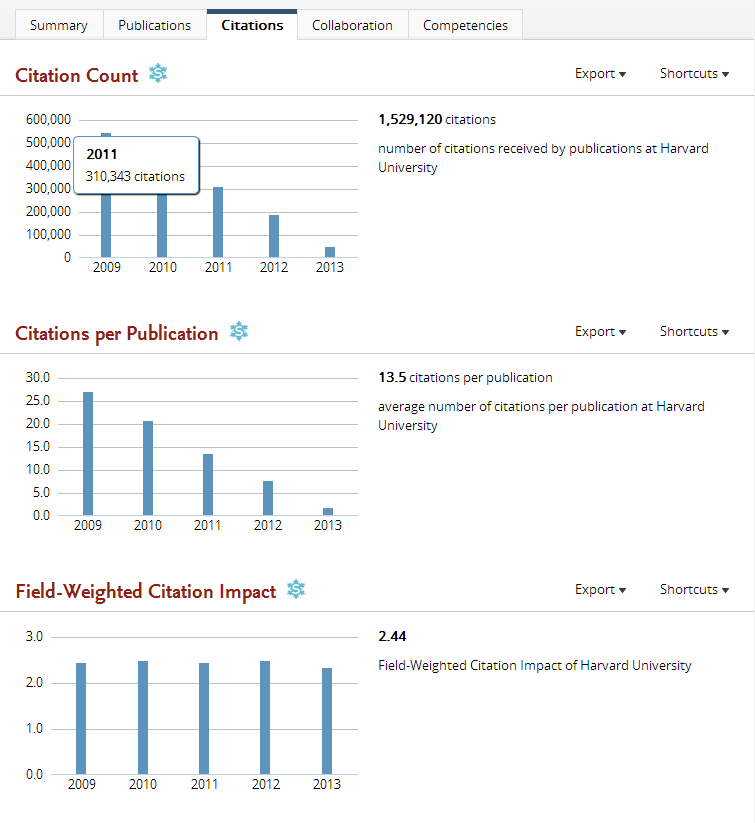 Summary Publications Citations Collaboration Competencies
Citation Count Export Shortcuts
600,000
500,000
400,000
300,000
200,000
100,000
0
2011
310,343 citations
2009 2010 2011 2012 2013
1,529,120 citations
number of citations received by publications at Harvard
University
Citations per Publication Export Shortcuts
30.0
25.0
20.0
15.0
10.0
5.0
0.0
2009 2010 2011 2012 2013
13.5 citations per publication
average number of citations per publication at Harvard
University
Field-Weighted Citation Impact Export Shortcuts
3.0
2.0
1.0
0.0
2009 2010 2011 2012 2013
2.44
Field-Weighted Citation Impact of Harvard University